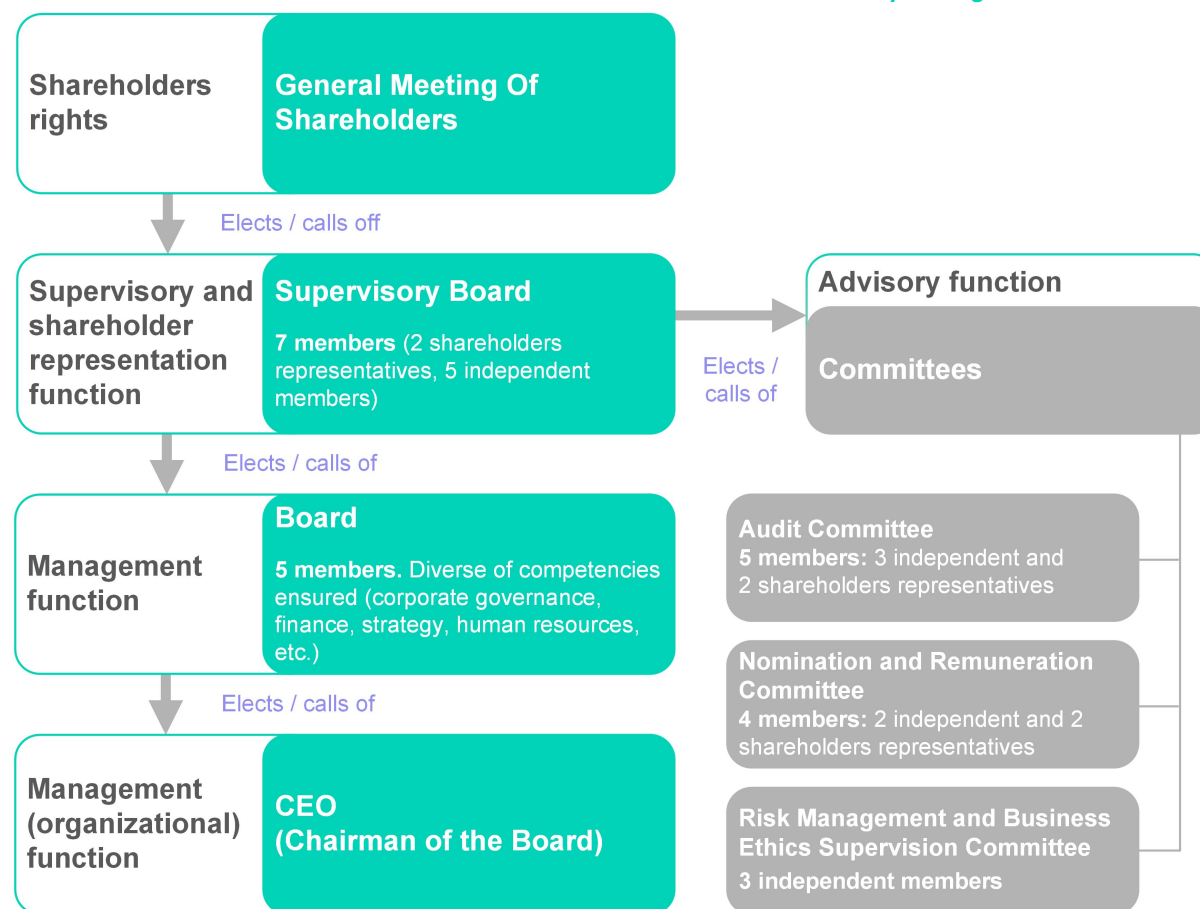 Shareholders
rights
General Meeting Of
Shareholders
Elects / calls off
Supervisory and
shareholder
representation
function
Supervisory Board
7 members (2 shareholders
representatives, 5 independent
members)
Elects /
calls of
Advisory function
Committees
Elects / calls of
Management
function
Board
5 members. Diverse of competencies
ensured (corporate governance,
finance, strategy, human resources,
etc.)
Elects / calls of
Management
(organizational)
function
CEO
(Chairman of the Board)
Audit Committee
5 members: 3 independent and
2 shareholders representatives
Nomination and Remuneration
Committee
4 members: 2 independent and 2
shareholders representatives
Risk Management and Business
Ethics Supervision Committee
3 independent members